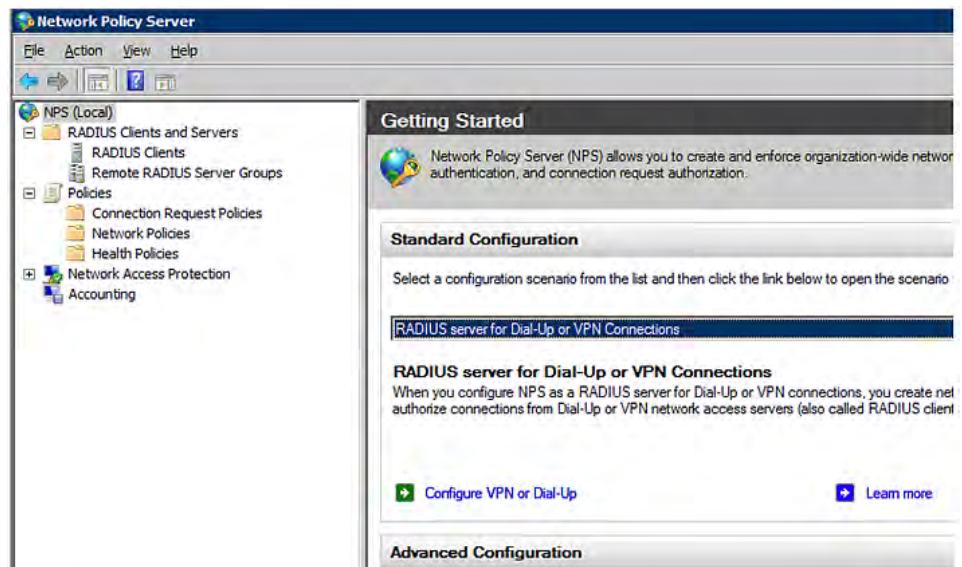 Network Policy Server
File Action View Help
NPS (Local)
RADIUS Clients and Servers
RADIUS Clients
Remote RADIUS Server Groups
Policies
Connection Request Policies
Network Policies
Health Policies
Network Access Protection
Accounting
Getting Started
Network Policy Server (NPS) allows you to create and enforce organization-wide networ
authentication, and connection request authorization.
Standard Configuration
Select a configuration scenario from the list and then click the link below to open the scenario
RADIUS server for Dial-Up or VPN Connections
RADIUS server for Dial-Up or VPN Connections
When you configure NPS as a RADIUS server for Dial-Up or VPN connections, you create net
authorize connections from Dial-Up or VPN network access servers (also called RADIUS client
Configure VPN or Dial-Up Learn more
Advanced Configuration